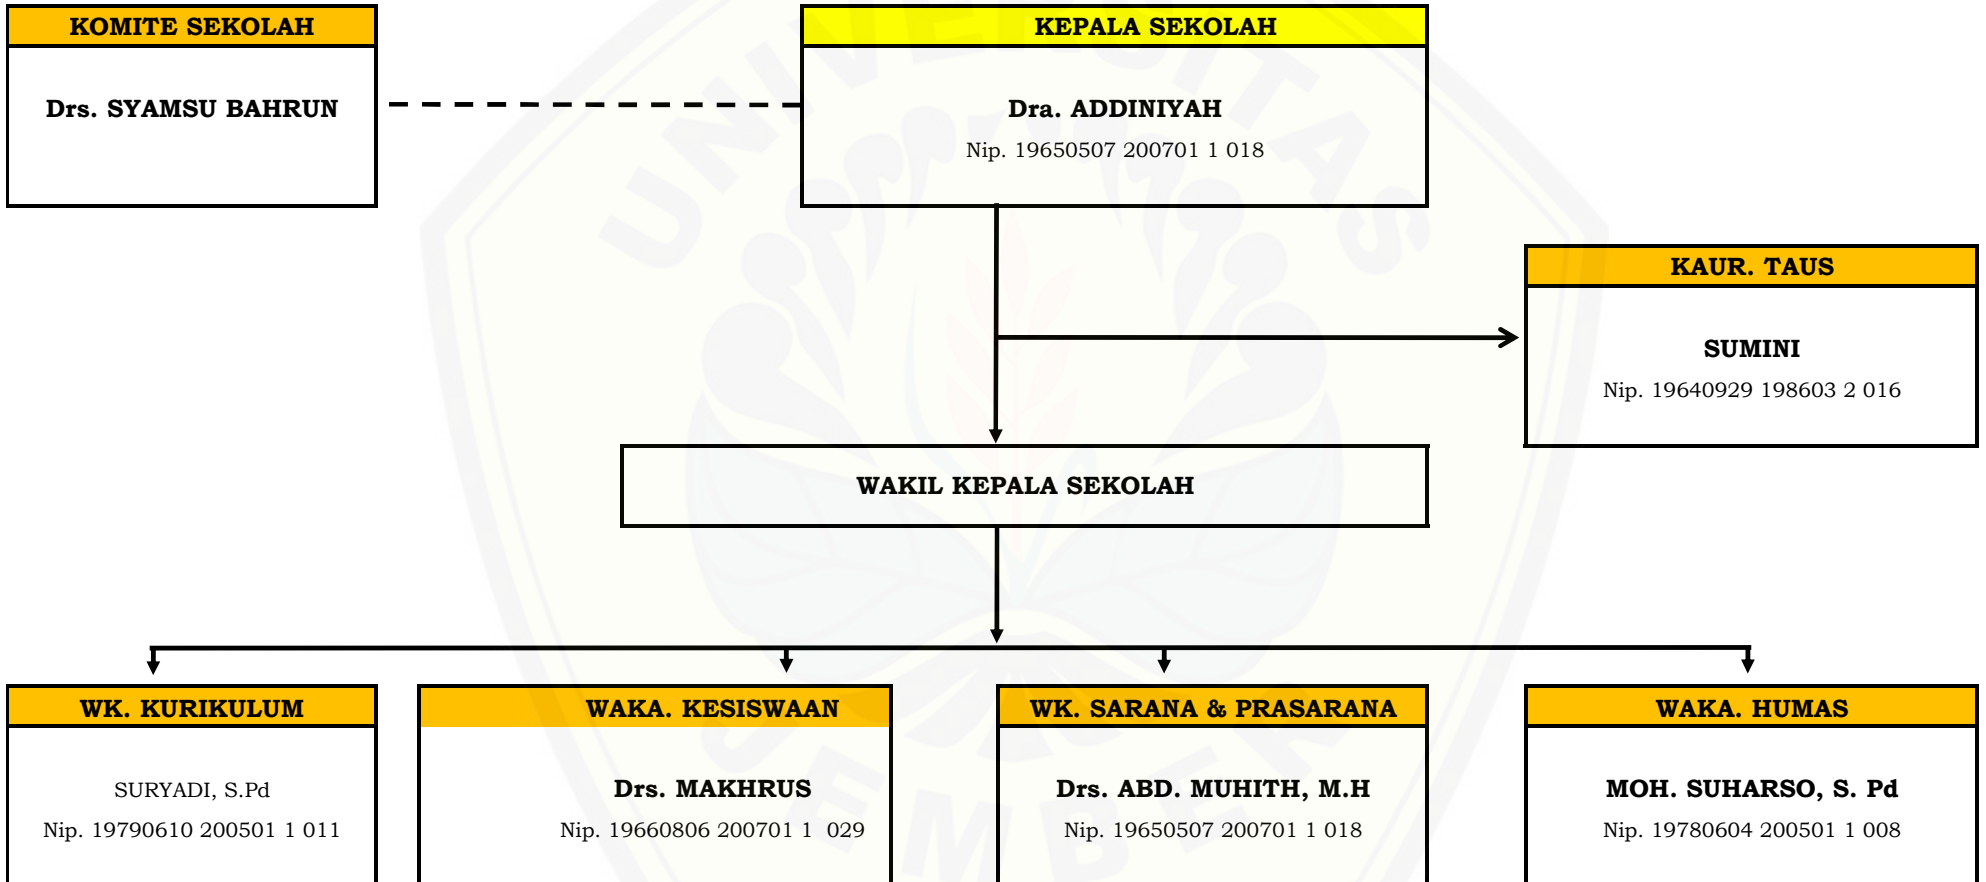 KOMITE SEKOLAH
Drs. SYAMSU BAHRUN
KEPALA SEKOLAH
Dra. ADDINIYAH
Nip. 19650507 200701 1 018
KAUR. TAUS
SUMINI
Nip. 19640929 198603 2 016
WAKIL KEPALA SEKOLAH
WK. KURIKULUM
SURYADI, S.Pd
Nip. 19790610 200501 1 011
WAKA. KESISWAAN
Drs. MAKHRUS
Nip. 19660806 200701 1  029
WK. SARANA & PRASARANA
Drs. ABD. MUHITH, M.H
Nip. 19650507 200701 1 018
WAKA. HUMAS
MOH. SUHARSO, S. Pd
Nip. 19780604 200501 1 008
UNIVERSITAS
JEMBER